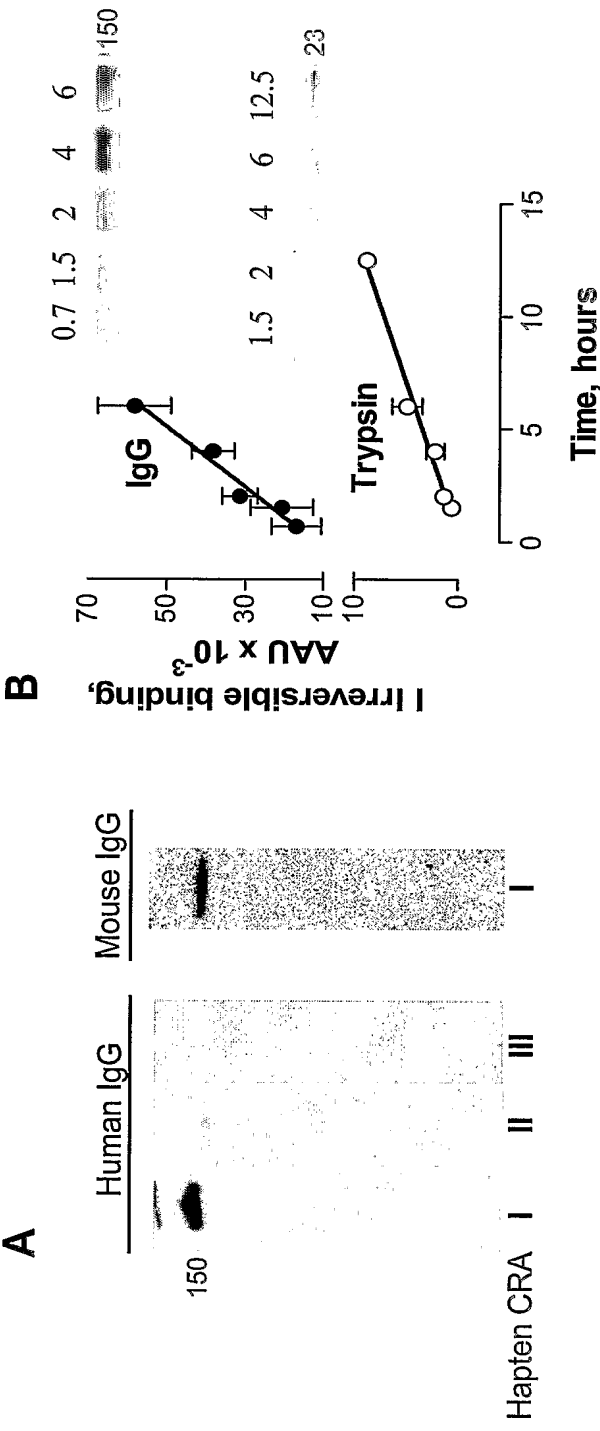 A
Human IgG
Mouse IgG
150
Hapten CRA I II III I
B
I Irreversible binding,
AAU x 10-3
70
50
30
10
10
0
IgG
0.7 1.5 2 4 6
150
Trypsin
1.5 2 4 6 12.5
23
0 5 10 15
Time, hours